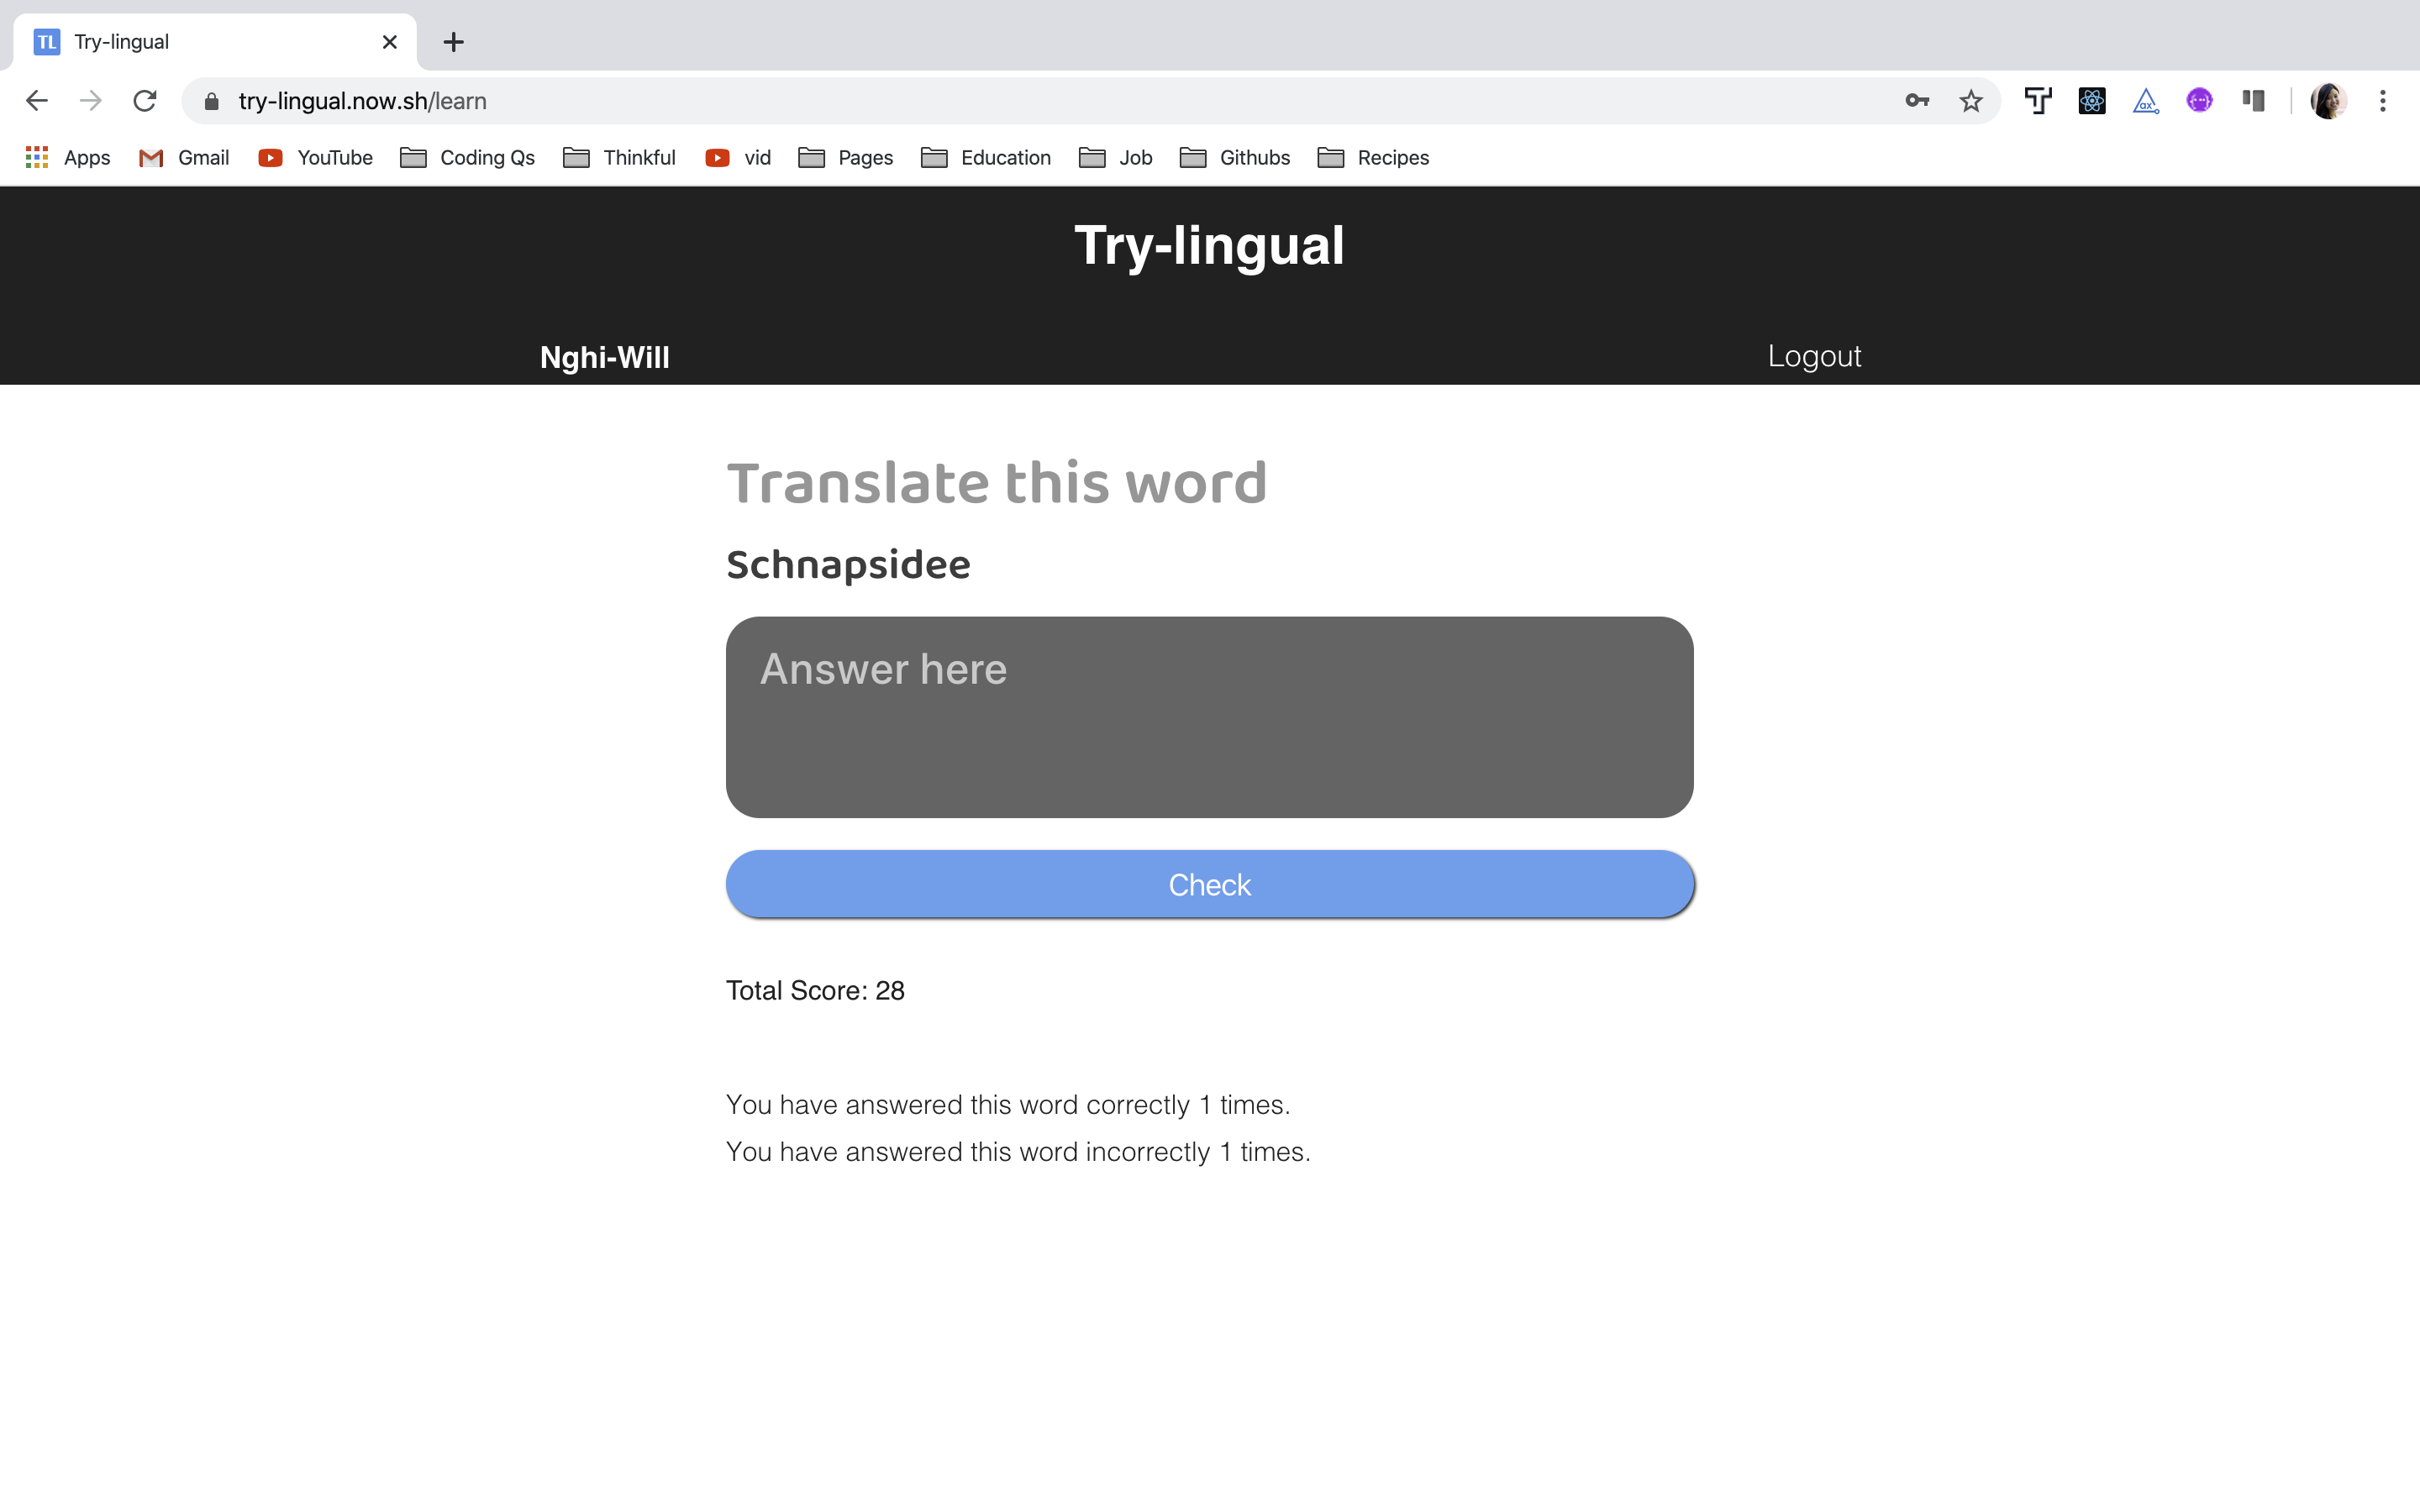 TL Try-lingual
try-lingual.now.sh/learn
Apps Gmail YouTube Coding Qs Thinkful vid Pages Education Job Githubs Recipes
Try-lingual
Nghi-Will Logout
Translate this word
Schnapsidee
Answer here
Check
Total Score: 28
You have answered this word correctly 1 times.
You have answered this word incorrectly 1 times.